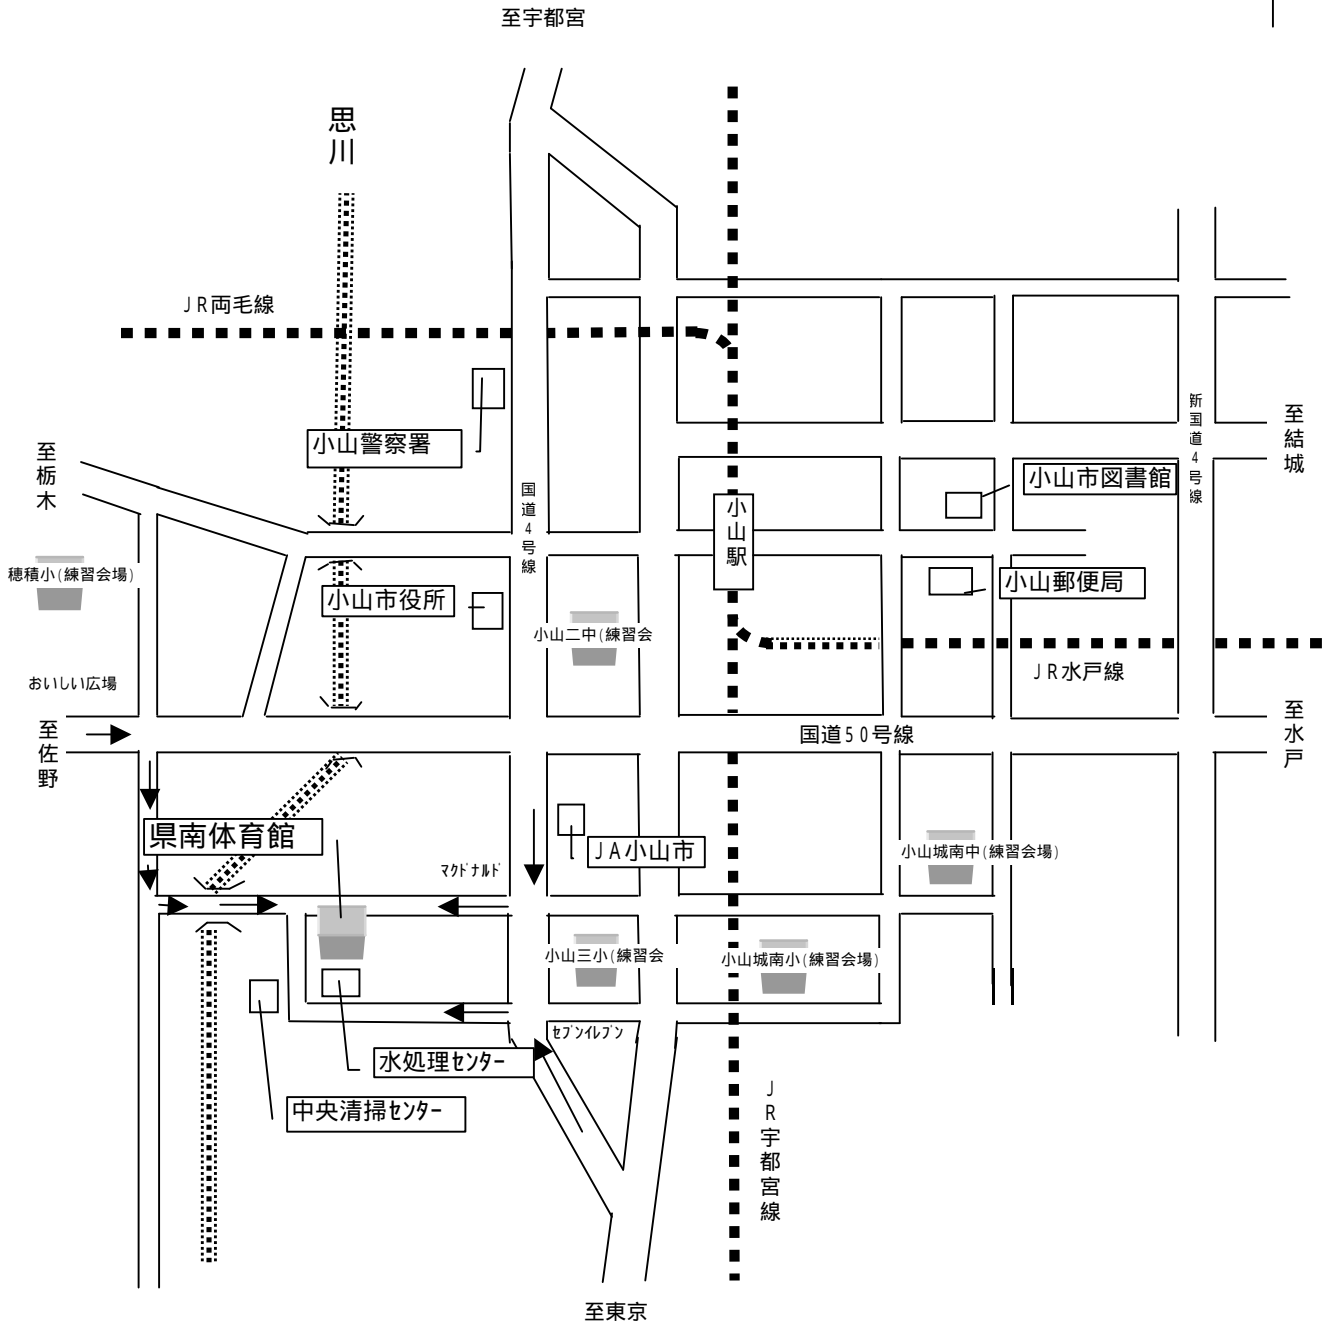 至宇都宮
思川
JR両毛線
新国道4号線
至結城
至栃木
小山警察署
国道4号線
小山駅
小山市図書館
穂積小(練習会場)
小山市役所
小山二中(練習会
小山郵便局
JR水戸線
おいしい広場
至佐野
国道50号線
至水戸
県南体育館
マクドナルド
JA小山市
小山城南中(練習会場)
小山三小(練習会
小山城南小(練習会場)
セブンイレブン
水処理センター
中央清掃センター
JR宇都宮線
至東京